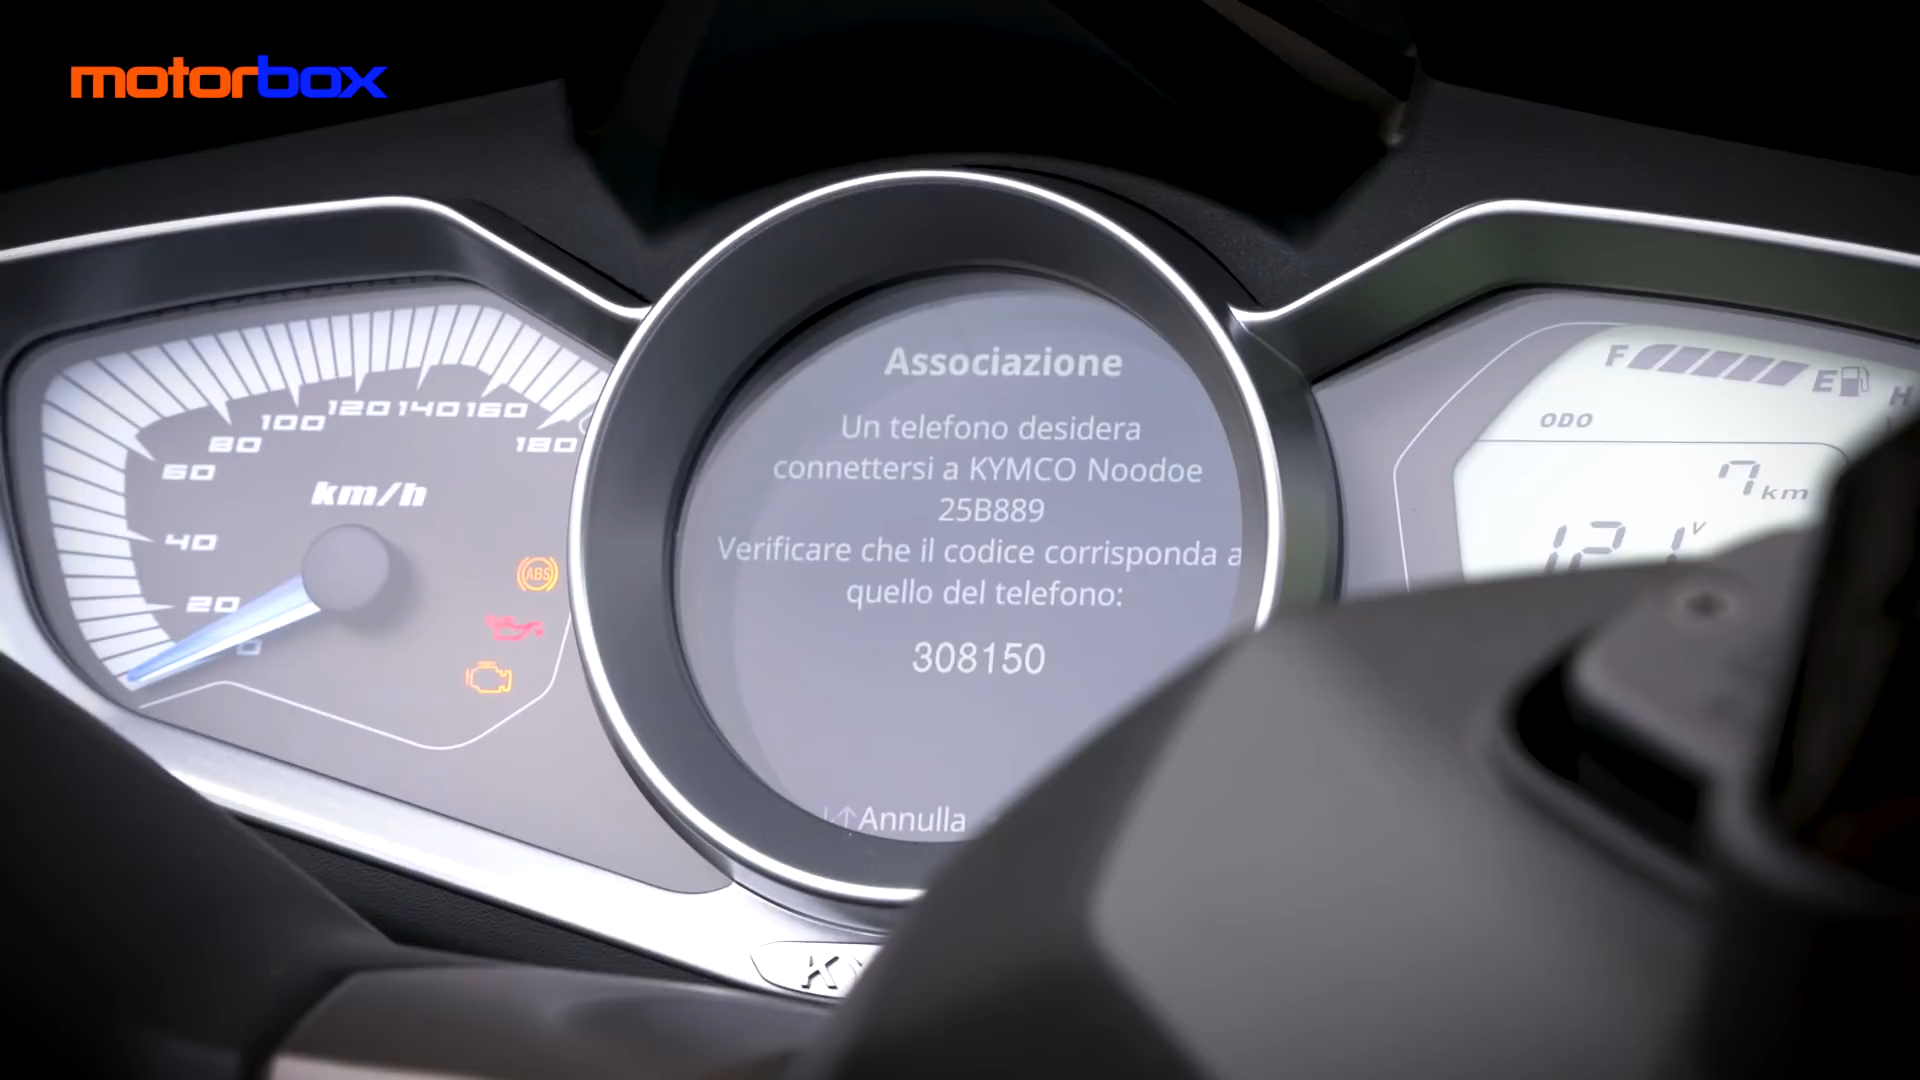 motorbox
Associazione
Un telefono desidera
connettersi a KYMCO Noodoe
25B889
Verificare che il codice corrisponda a
quello del telefono:
308150
Annulla
180
160
140
120
100
80
60
40
20
0
km/h
ABS
F
E
H
ODO
7 km
V